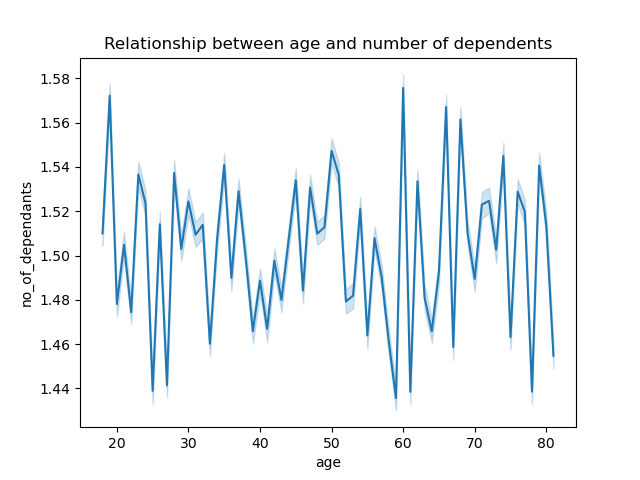 Relationship between age and number of dependents
1.58
1.56
1.54
1.52
1.50
1.48
1.46
1.44
no_of_dependants
20 30 40 50 60 70 80
age